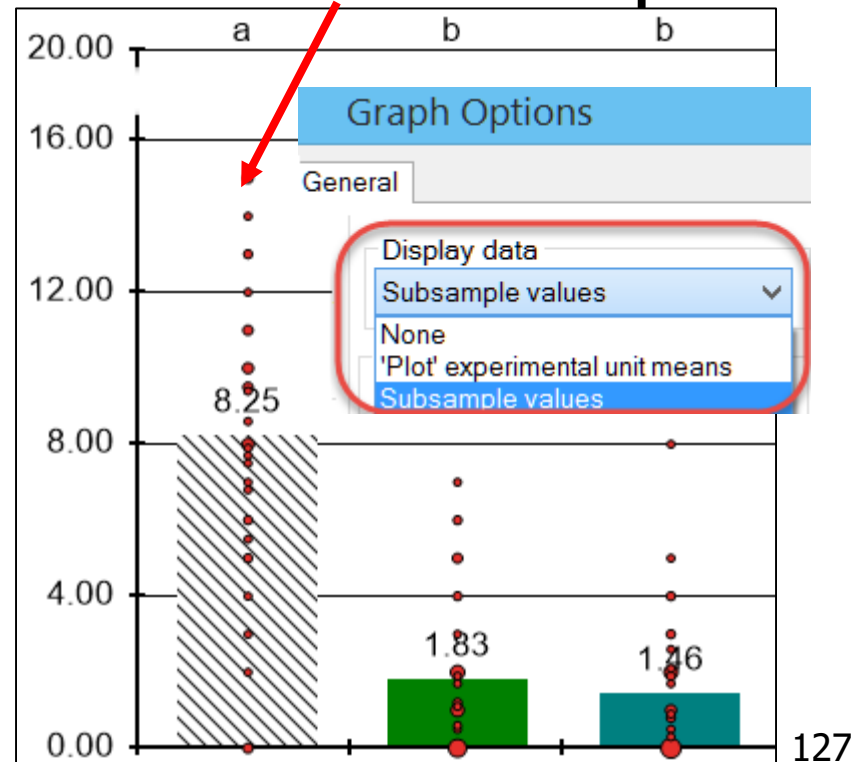 a b b
20.00
Graph Options
16.00
General
Display data
Subsample values
12.00
None
'Plot' experimental unit means
Subsample values
8.25
8.00
4.00
1.83
1.46
0.00
127